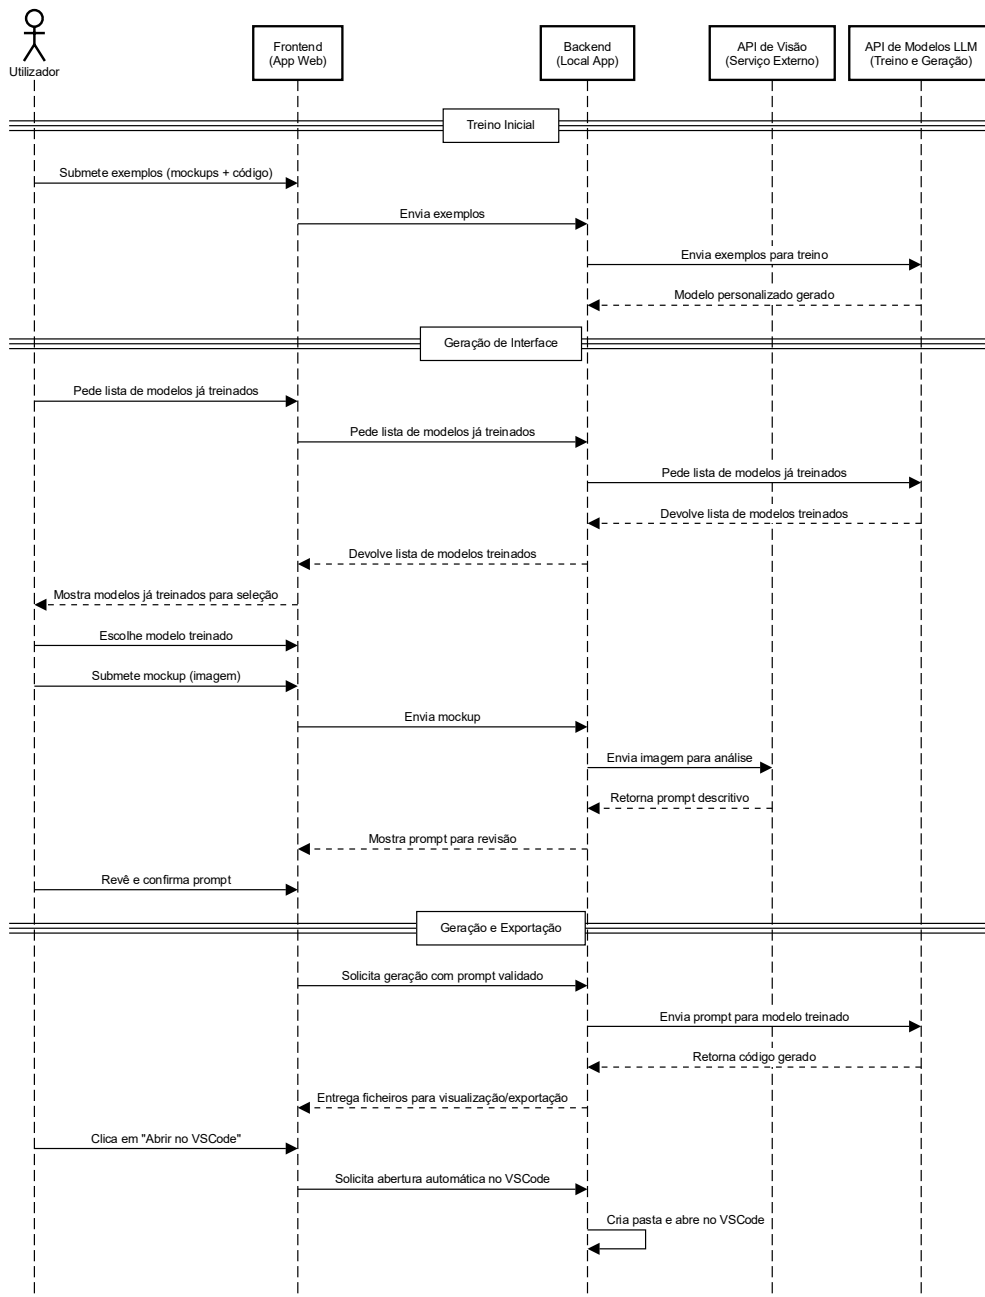 Utilizador
Frontend
(App Web)
Backend
(Local App)
API de Visão
(Serviço Externo)
API de Modelos LLM
(Treino e Geração)
Treino Inicial
Submete exemplos (mockups + código)
Envia exemplos
Envia exemplos para treino
Modelo personalizado gerado
Geração de Interface
Pede lista de modelos já treinados
Pede lista de modelos já treinados
Pede lista de modelos já treinados
Devolve lista de modelos treinados
Devolve lista de modelos treinados
Mostra modelos já treinados para seleção
Escolhe modelo treinado
Submete mockup (imagem)
Envia mockup
Envia imagem para análise
Retorna prompt descritivo
Mostra prompt para revisão
Revê e confirma prompt
Geração e Exportação
Solicita geração com prompt validado
Envia prompt para modelo treinado
Retorna código gerado
Entrega ficheiros para visualização/exportação
Clica em "Abrir no VSCode"
Solicita abertura automática no VSCode
Cria pasta e abre no VSCode